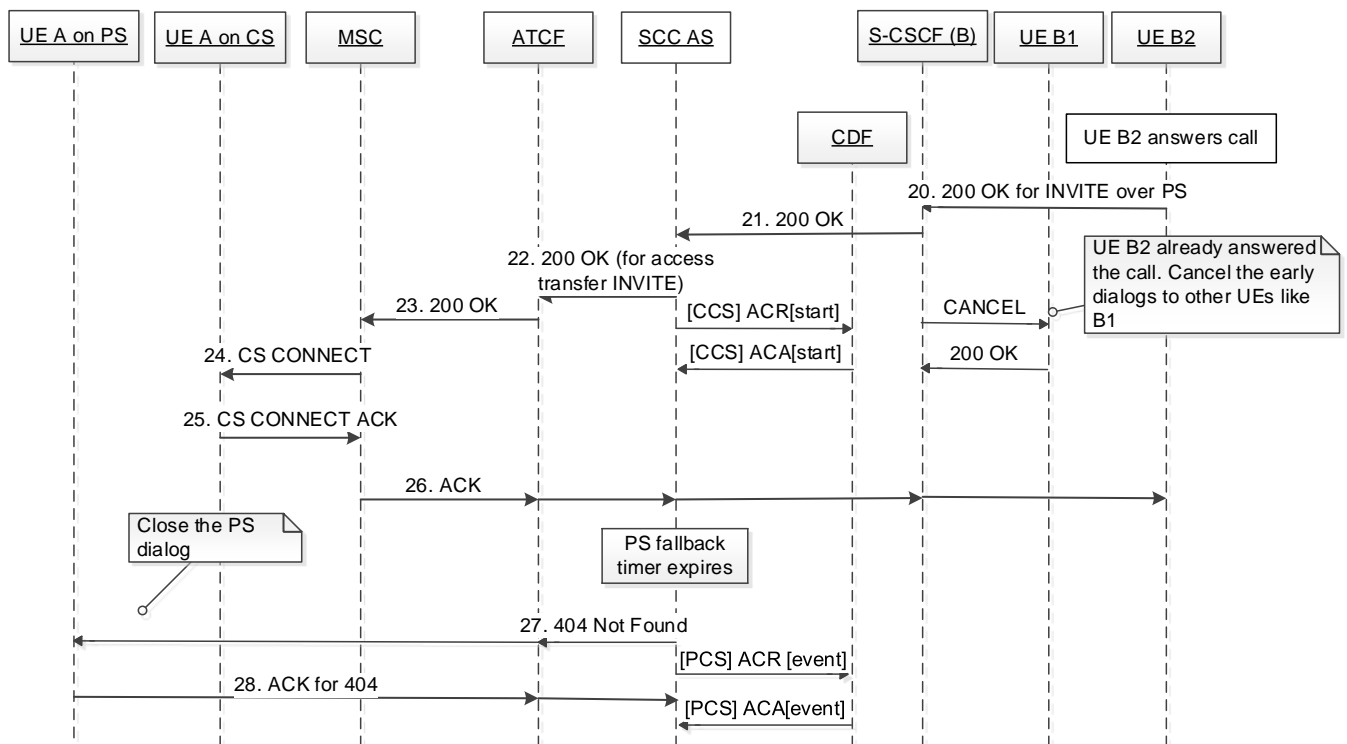 UE A on PS
UE A on CS
MSC
ATCF
SCC AS
S-CSCF (B)
UE B1
UE B2
CDF
UE B2 answers call
20. 200 OK for INVITE over PS
21. 200 OK
UE B2 already answered
the call. Cancel the early
dialogs to other UEs like
B1
22. 200 OK (for access
transfer INVITE)
23. 200 OK
[CCS] ACR[start]
CANCEL
24. CS CONNECT
[CCS] ACA[start]
200 OK
25. CS CONNECT ACK
26. ACK
Close the PS
dialog
PS fallback
timer expires
27. 404 Not Found
[PCS] ACR [event]
28. ACK for 404
[PCS] ACA[event]